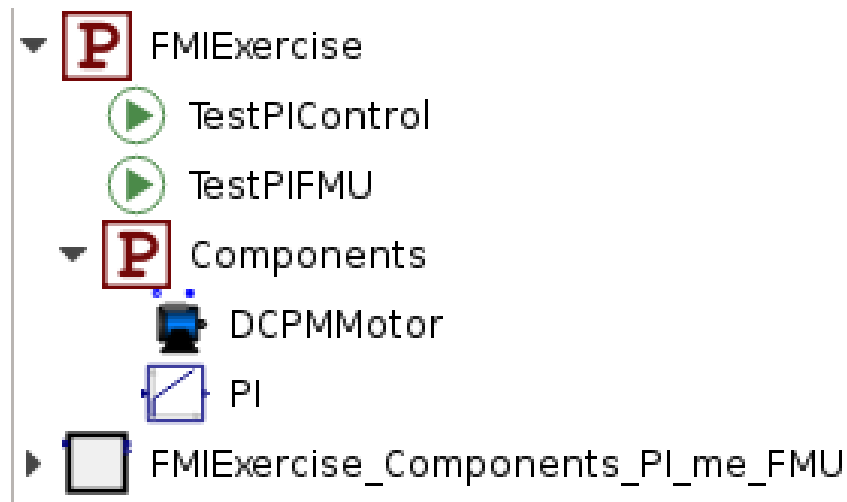 P FMIExercise
TestPIControl
TestPIFMU
P Components
DCPMMotor
PI
FMIExercise_Components_PI_me_FMU